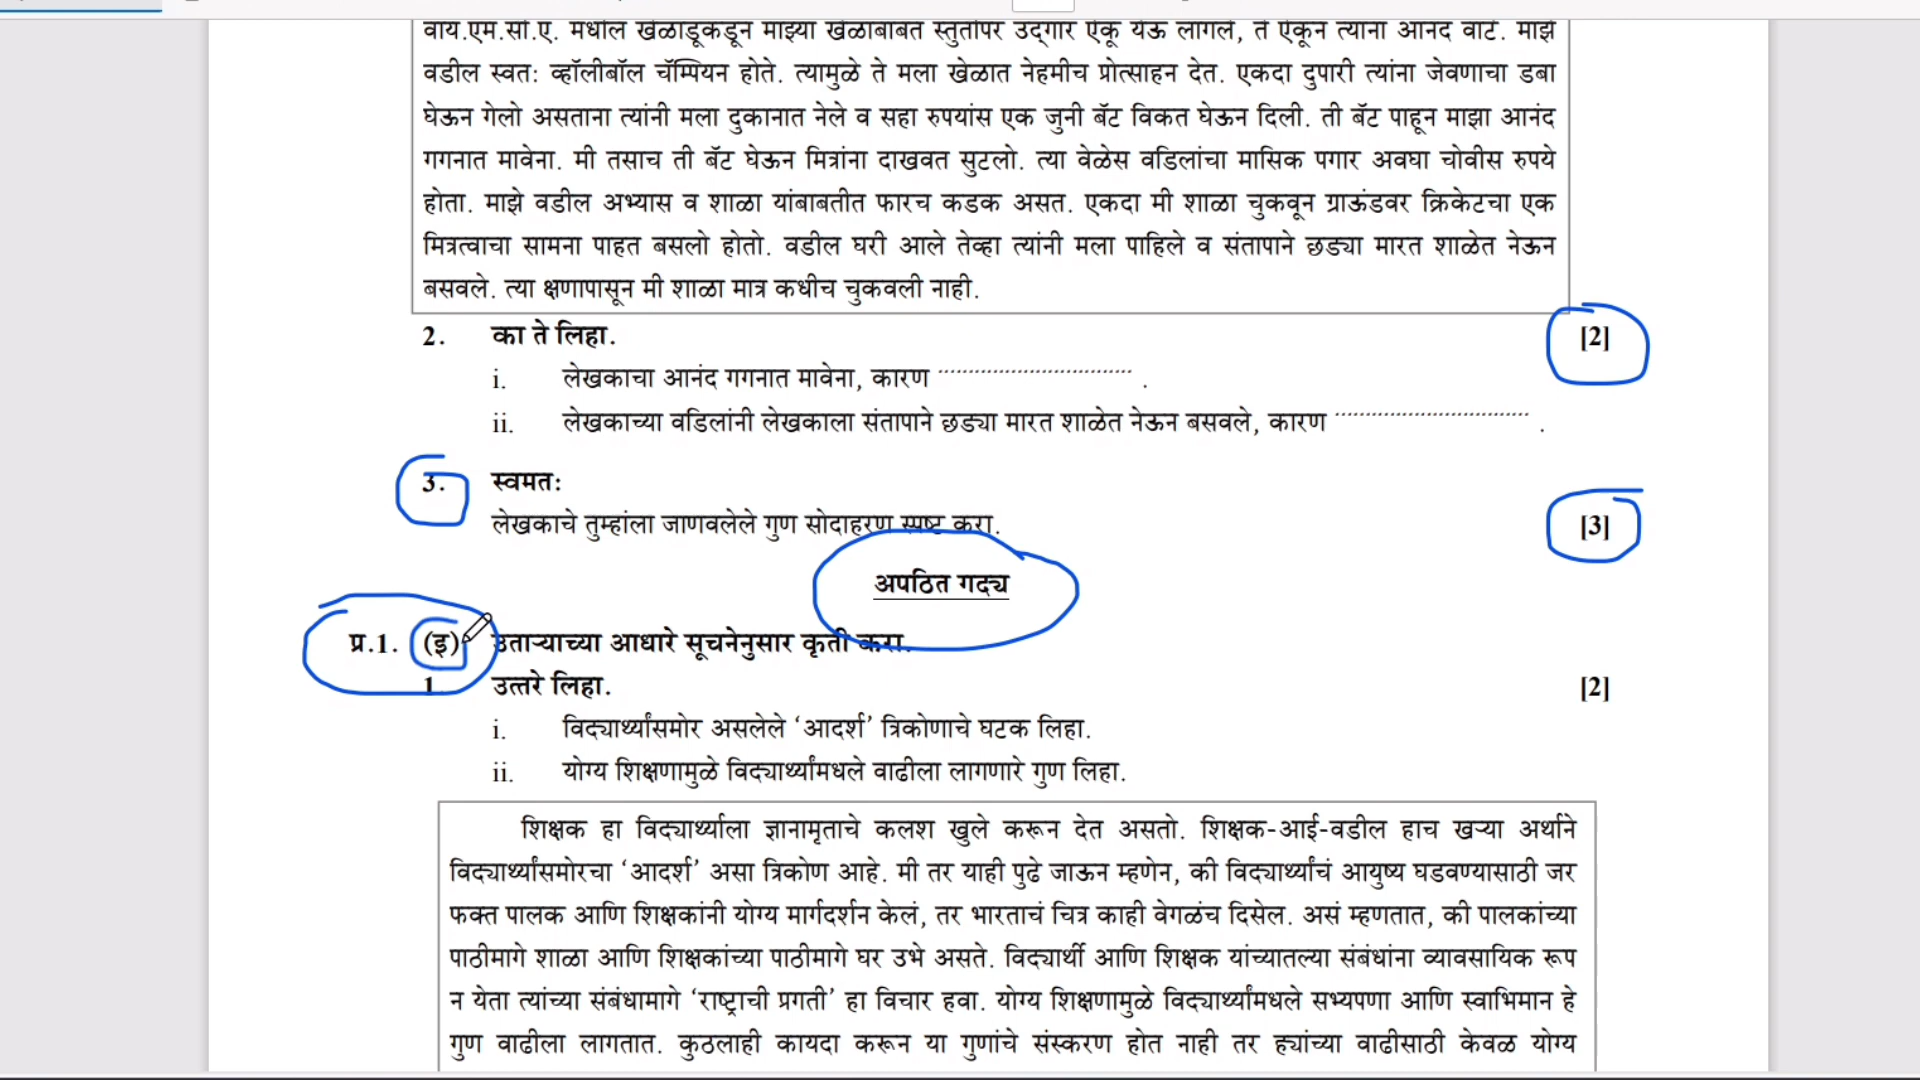 वाय.एम.सी.ए. मधील खेळाडूकडून माझ्या खेळाबाबत स्तुतीपर उद्‌गार ऐकू येऊ लागले, ते ऐकून त्यांना आनंद वाटे. माझे
वडील स्वतः व्हॉलीबॉल चॅम्पियन होते. त्यामुळे ते मला खेळात नेहमीच प्रोत्साहन देत. एकदा दुपारी त्यांना जेवणाचा डबा
घेऊन गेलो असताना त्यांनी मला दुकानात नेले व सहा रुपयांस एक जुनी बॅट विकत घेऊन दिली. ती बॅट पाहून माझा आनंद
गगनात मावेना. मी तसाच ती बॅट घेऊन मित्रांना दाखवत सुटलो. त्या वेळेस वडिलांचा मासिक पगार अवघा चोवीस रुपये
होता. माझे वडील अभ्यास व शाळा यांबाबतीत फारच कडक असत. एकदा मी शाळा चुकवून ग्राऊंडवर क्रिकेटचा एक
मित्रत्वाचा सामना पाहत बसलो होतो. वडील घरी आले तेव्हा त्यांनी मला पाहिले व संतापाने छड्या मारत शाळेत नेऊन
बसवले. त्या क्षणापासून मी शाळा मात्र कधीच चुकवली नाही.
2. का ते लिहा. [2]
i. लेखकाचा आनंद गगनात मावेना, कारण ................................ .
ii. लेखकाच्या वडिलांनी लेखकाला संतापाने छड्या मारत शाळेत नेऊन बसवले, कारण ................................ .
3. स्वमतः
लेखकाचे तुम्हांला जाणवलेले गुण सोदाहरण स्पष्ट करा. [3]
अपठित गद्य
प्र.1. (इ) उताऱ्याच्या आधारे सूचनेनुसार कृती करा.
1. उत्तरे लिहा. [2]
i. विद्यार्थ्यांसमोर असलेले ‘आदर्श’ त्रिकोणाचे घटक लिहा.
ii. योग्य शिक्षणामुळे विद्यार्थ्यांमधले वाढीला लागणारे गुण लिहा.
शिक्षक हा विद्यार्थ्याला ज्ञानामृताचे कलश खुले करून देत असतो. शिक्षक-आई-वडील हाच खऱ्या अर्थाने
विद्यार्थ्यांसमोरचा ‘आदर्श’ असा त्रिकोण आहे. मी तर याही पुढे जाऊन म्हणेन, की विद्यार्थ्यांचं आयुष्य घडवण्यासाठी जर
फक्त पालक आणि शिक्षकांनी योग्य मार्गदर्शन केलं, तर भारताचं चित्र काही वेगळंच दिसेल. असं म्हणतात, की पालकांच्या
पाठीमागे शाळा आणि शिक्षकांच्या पाठीमागे घर उभे असते. विद्यार्थी आणि शिक्षक यांच्यातल्या संबंधांना व्यावसायिक रूप
न येता त्यांच्या संबंधामागे ‘राष्ट्राची प्रगती’ हा विचार हवा. योग्य शिक्षणामुळे विद्यार्थ्यांमधले सभ्यपणा आणि स्वाभिमान हे
गुण वाढीला लागतात. कुठलाही कायदा करून या गुणांचे संस्करण होत नाही तर ह्यांच्या वाढीसाठी केवळ योग्य